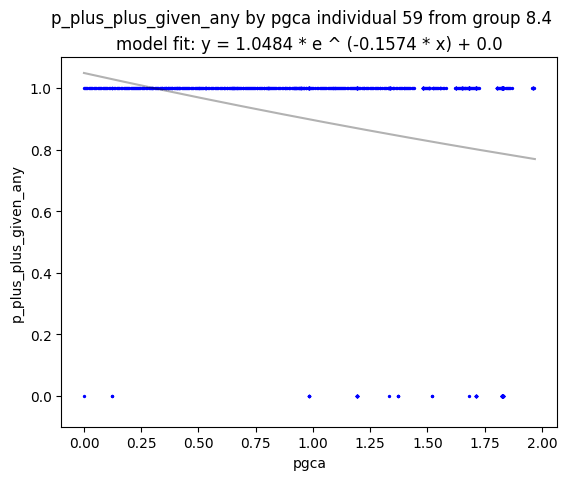 p_plus_plus_given_any by pgca individual 59 from group 8.4
model fit: y = 1.0484 * e ^ (-0.1574 * x) + 0.0
1.0
0.8
0.6
0.4
0.2
0.0
p_plus_plus_given_any
0.00 0.25 0.50 0.75 1.00 1.25 1.50 1.75 2.00
pgca